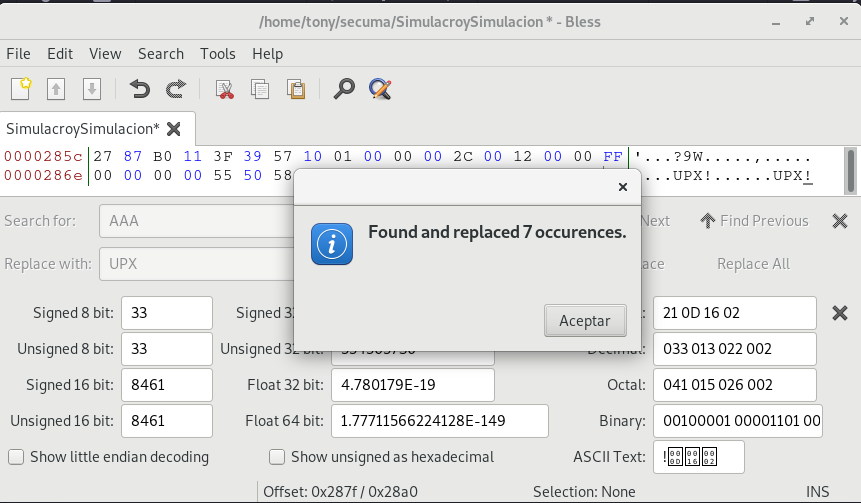 /home/tony/secuma/SimulacroySimulacion * - Bless
File Edit View Search Tools Help
SimulacroySimulacion*
0000285c 27 87 B0 11 3F 39 57 10 01 00 00 00 2C 00 12 00 00 FF '...?9W.....,.....
0000286e 00 00 00 00 55 50 58 ...UPX!......UPX!
Search for: AAA Next Find Previous
Replace with: UPX Replace All
Found and replaced 7 occurences.
Aceptar
Signed 8 bit: 33 Signed 21 0D 16 02
Unsigned 8 bit: 33 Unsigned 32 Decimal: 033 013 022 002
Signed 16 bit: 8461 Float 32 bit: 4.780179E-19 Octal: 041 015 026 002
Unsigned 16 bit: 8461 Float 64 bit: 1.77711566224128E-149 Binary: 00100001 00001101 00
Show little endian decoding Show unsigned as hexadecimal ASCII Text: !
Offset: 0x287f / 0x28a0 Selection: None INS